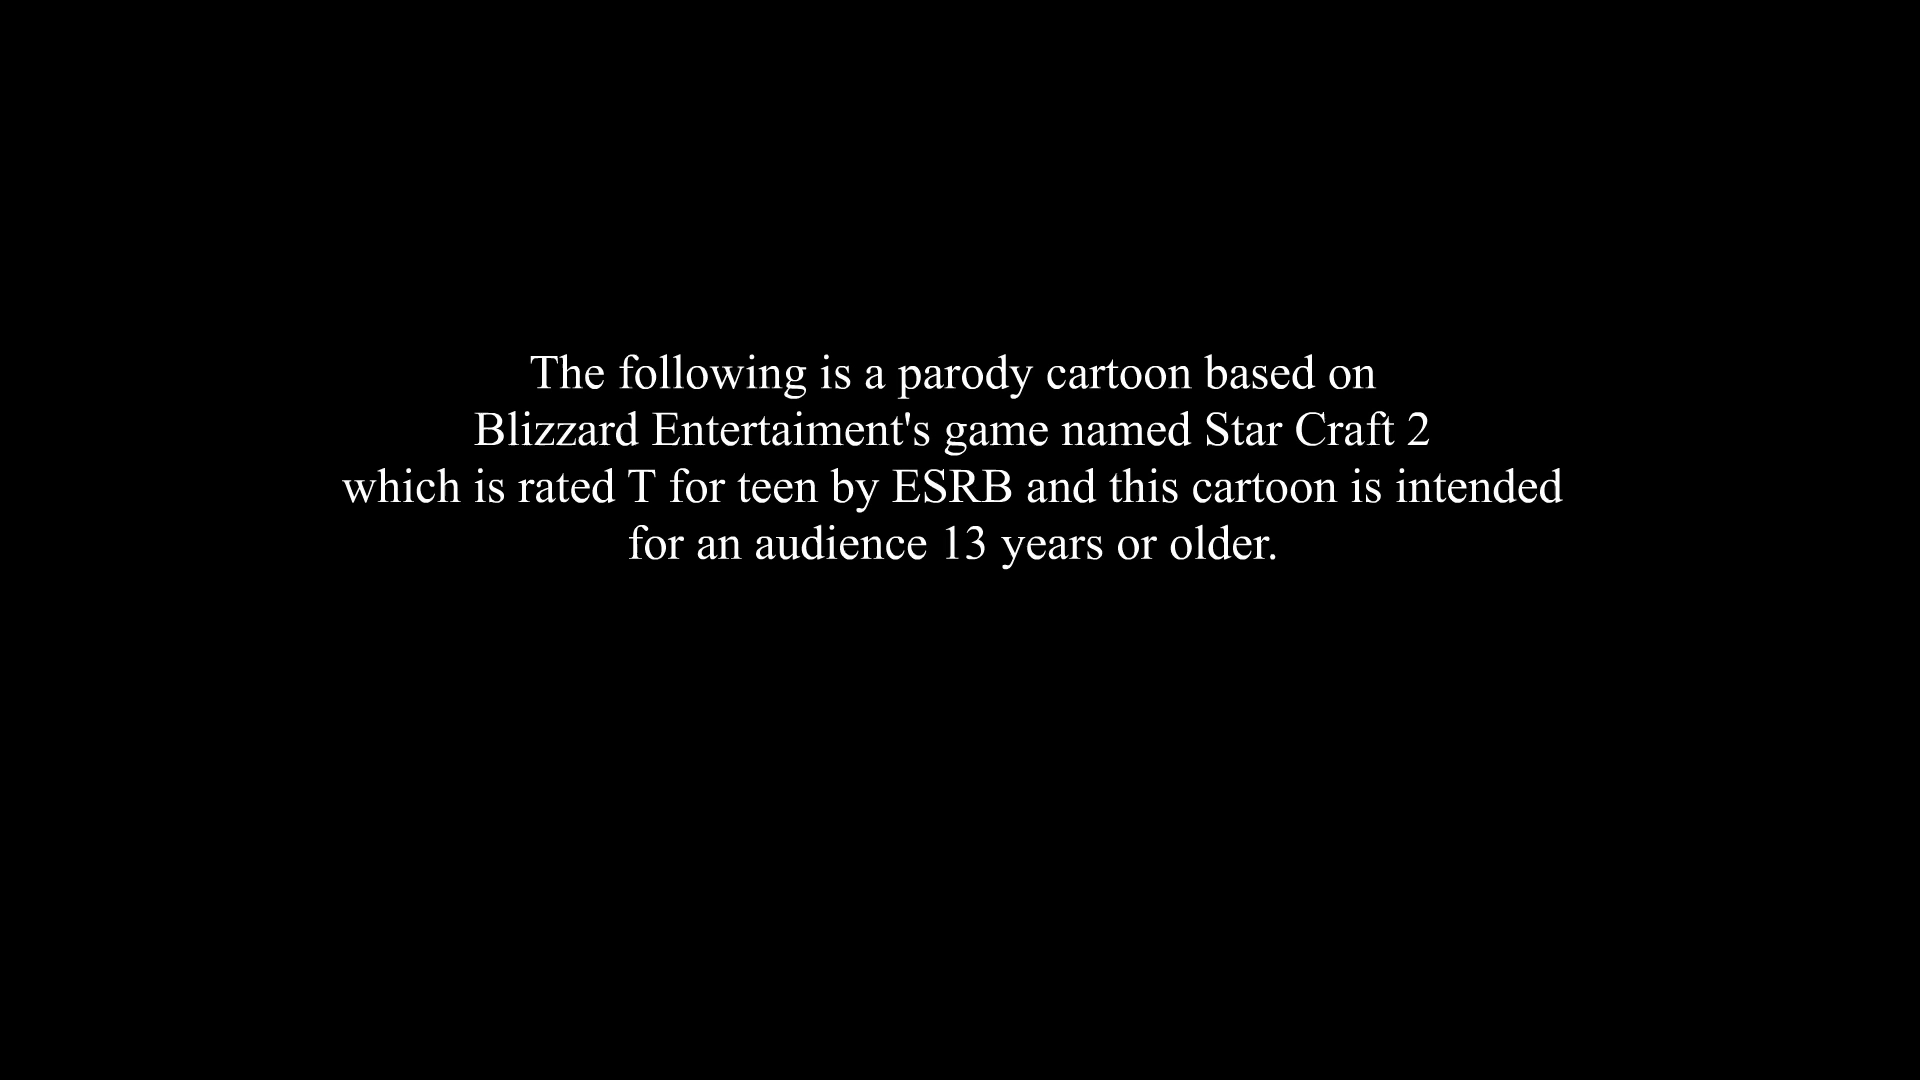 The following is a parody cartoon based on
Blizzard Entertaiment's game named Star Craft 2
which is rated T for teen by ESRB and this cartoon is intended
for an audience 13 years or older.